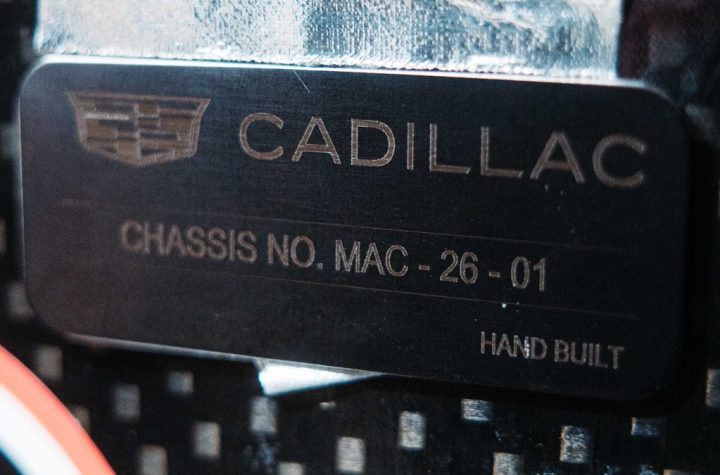 CADILLAC
CHASSIS NO. MAC - 26 - 01
HAND BUILT